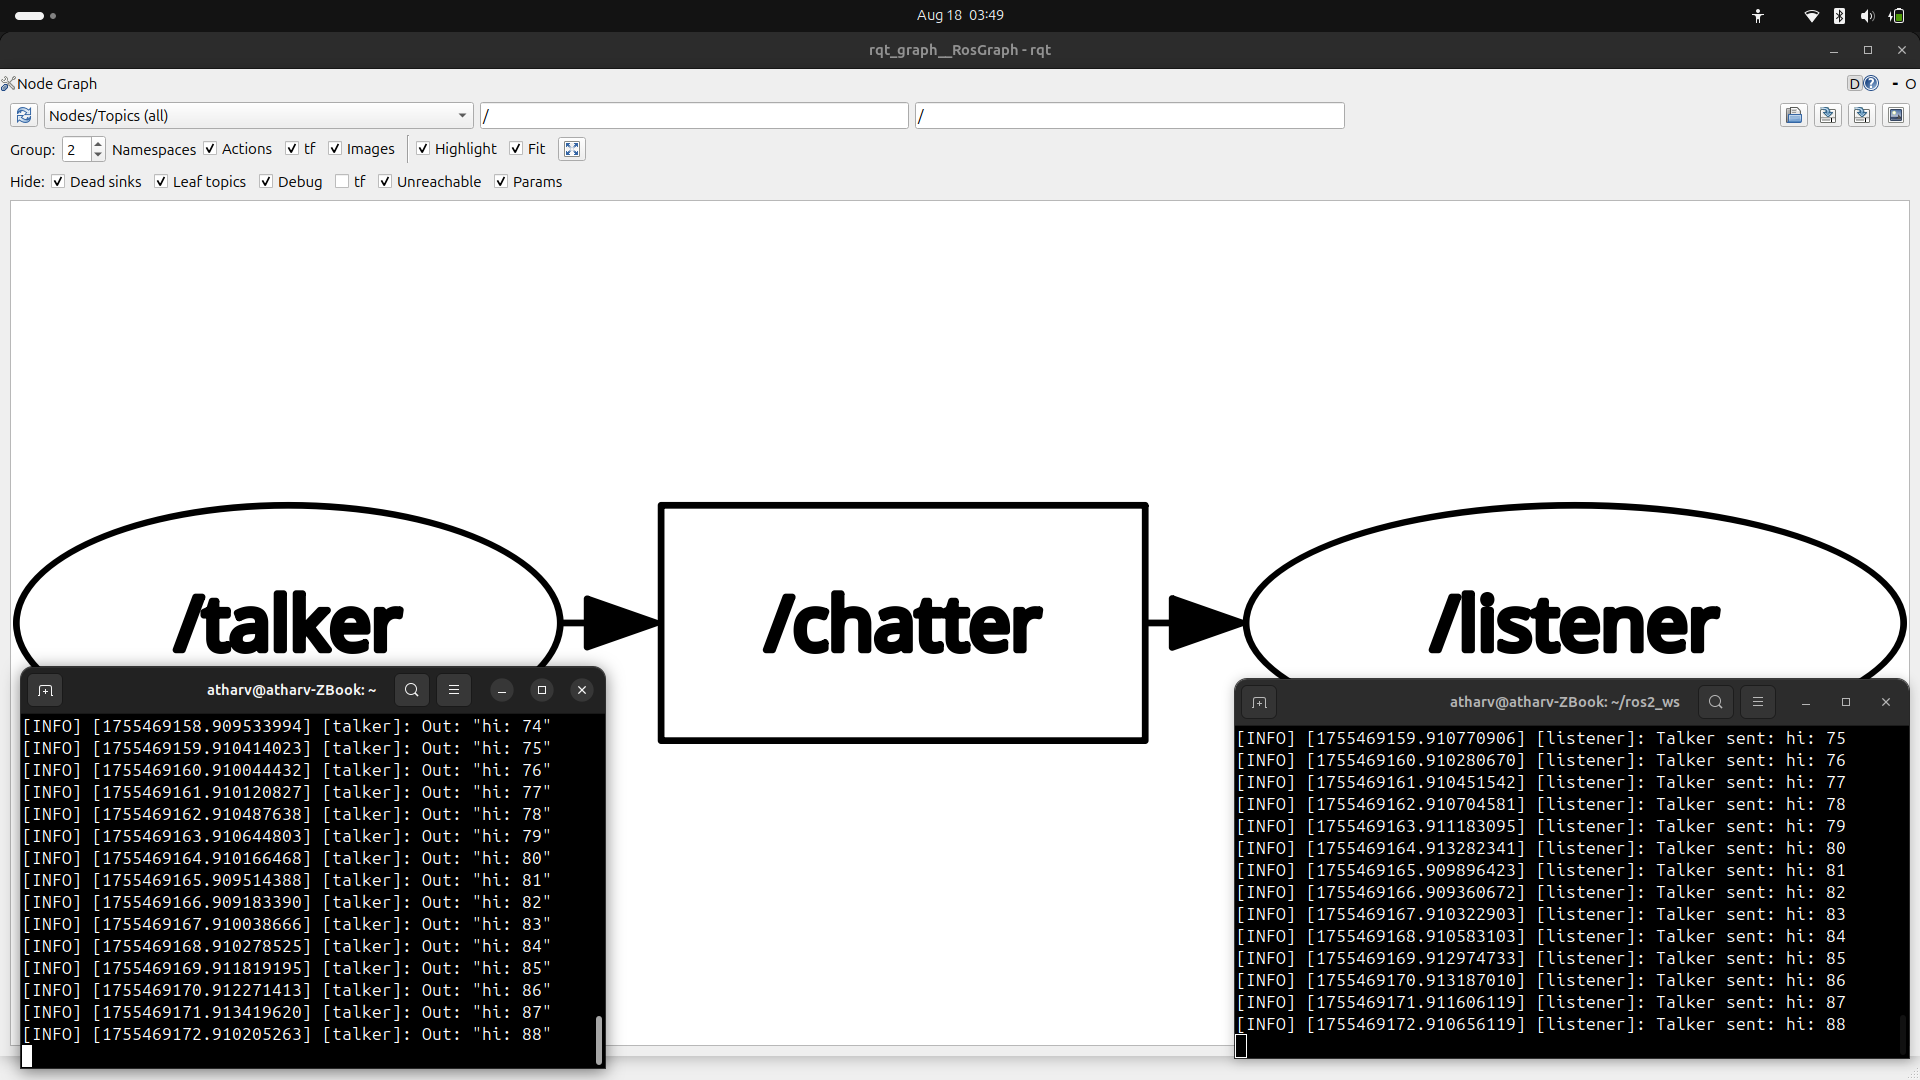 Aug 18 03:49
rqt_graph__RosGraph - rqt
Node Graph
D ? - O
Nodes/Topics (all) / /
Group: 2 Namespaces Actions tf Images Highlight Fit
Hide: Dead sinks Leaf topics Debug tf Unreachable Params
/talker /chatter /listener
atharv@atharv-ZBook: ~
[INFO] [1755469158.909533994] [talker]: Out: "hi: 74"
[INFO] [1755469159.910414023] [talker]: Out: "hi: 75"
[INFO] [1755469160.910044432] [talker]: Out: "hi: 76"
[INFO] [1755469161.910120827] [talker]: Out: "hi: 77"
[INFO] [1755469162.910487638] [talker]: Out: "hi: 78"
[INFO] [1755469163.910644803] [talker]: Out: "hi: 79"
[INFO] [1755469164.910166468] [talker]: Out: "hi: 80"
[INFO] [1755469165.909514388] [talker]: Out: "hi: 81"
[INFO] [1755469166.909183390] [talker]: Out: "hi: 82"
[INFO] [1755469167.910038666] [talker]: Out: "hi: 83"
[INFO] [1755469168.910278525] [talker]: Out: "hi: 84"
[INFO] [1755469169.911819195] [talker]: Out: "hi: 85"
[INFO] [1755469170.912271413] [talker]: Out: "hi: 86"
[INFO] [1755469171.913419620] [talker]: Out: "hi: 87"
[INFO] [1755469172.910205263] [talker]: Out: "hi: 88"
atharv@atharv-ZBook: ~/ros2_ws
[INFO] [1755469159.910770906] [listener]: Talker sent: hi: 75
[INFO] [1755469160.910280670] [listener]: Talker sent: hi: 76
[INFO] [1755469161.910451542] [listener]: Talker sent: hi: 77
[INFO] [1755469162.910704581] [listener]: Talker sent: hi: 78
[INFO] [1755469163.911183095] [listener]: Talker sent: hi: 79
[INFO] [1755469164.913282341] [listener]: Talker sent: hi: 80
[INFO] [1755469165.909896423] [listener]: Talker sent: hi: 81
[INFO] [1755469166.909360672] [listener]: Talker sent: hi: 82
[INFO] [1755469167.910322903] [listener]: Talker sent: hi: 83
[INFO] [1755469168.910583103] [listener]: Talker sent: hi: 84
[INFO] [1755469169.912974733] [listener]: Talker sent: hi: 85
[INFO] [1755469170.913187010] [listener]: Talker sent: hi: 86
[INFO] [1755469171.911606119] [listener]: Talker sent: hi: 87
[INFO] [1755469172.910656119] [listener]: Talker sent: hi: 88